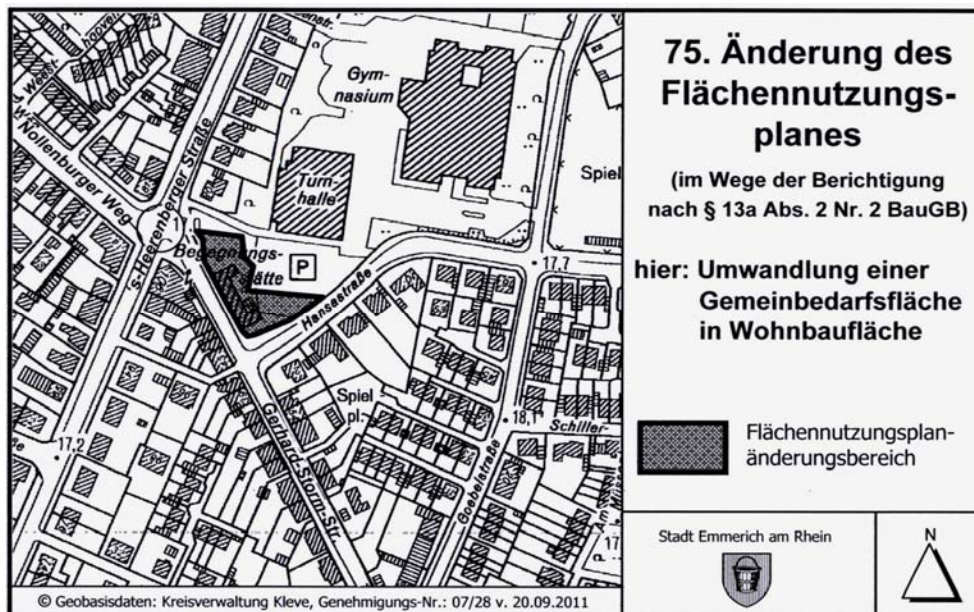 Gym-
nasium
Turn-
halle
Spiel
Nollenburger Weg
's-Heerenberger Straße
Begegnungs-
stätte
P
Hansastraße
17,7
Spiel
pl.
18,1
Schiller-
17,2
Gerhard-Storm-Str.
Goebelstraße
17
© Geobasisdaten: Kreisverwaltung Kleve, Genehmigungs-Nr.: 07/28 v. 20.09.2011
75. Änderung des
Flächennutzungs-
planes
(im Wege der Berichtigung
nach § 13a Abs. 2 Nr. 2 BauGB)
hier: Umwandlung einer
Gemeinbedarfsfläche
in Wohnbaufläche
Flächennutzungsplan-
änderungsbereich
Stadt Emmerich am Rhein
N